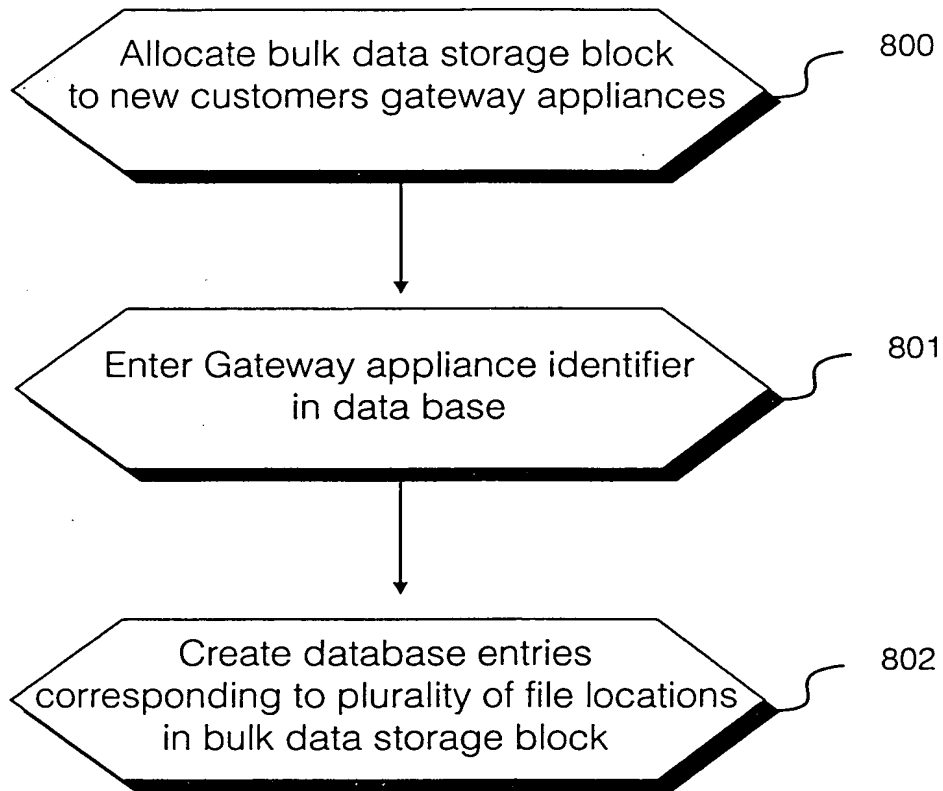 Allocate bulk data storage block
to new customers gateway appliances
800
Enter Gateway appliance identifier
in data base
801
Create database entries
corresponding to plurality of file locations
in bulk data storage block
802